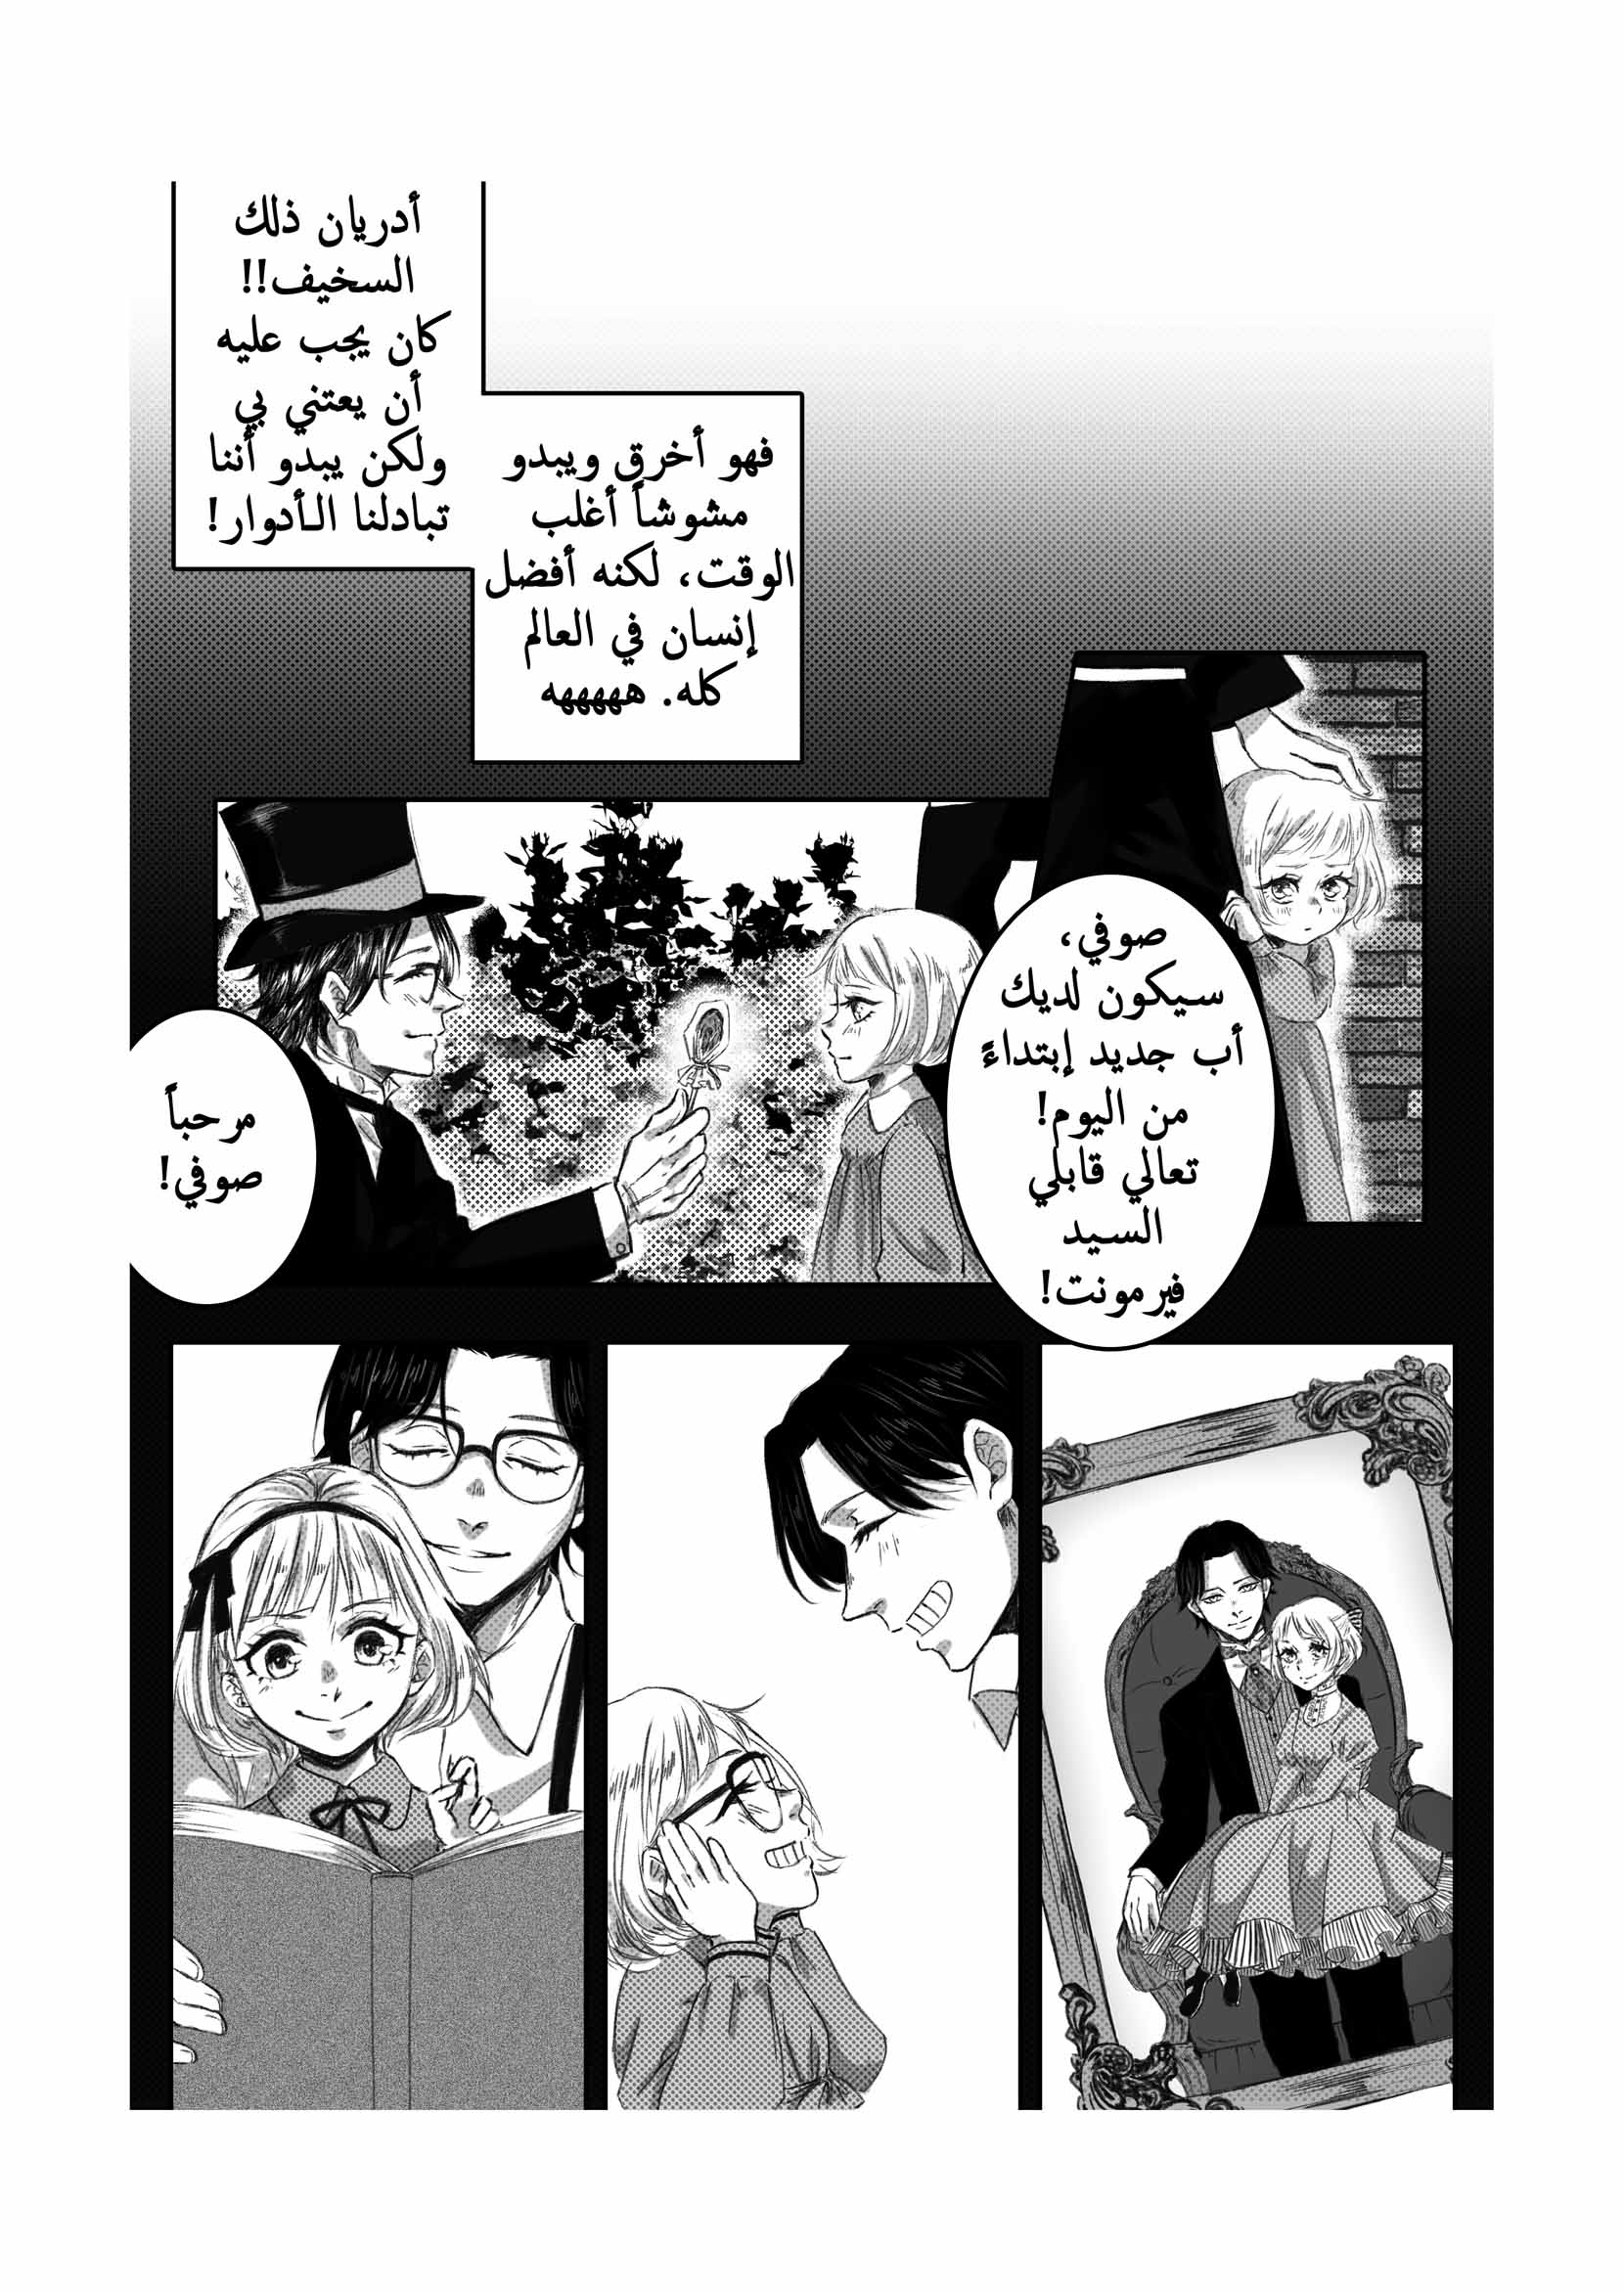 أدريان ذلك
السخيف!!
كان يجب عليه
أن يعتني بي
ولكن يبدو أننا
تبادلنا الأدوار!
فهو أخرق ويبدو
مشوشاً أغلب
الوقت، لكنه أفضل
إنسان في العالم
كله. هههههه
صوفي،
سيكون لديك
أب جديد إبتداءً
من اليوم!
تعالي قابلي
السيد
فيرمونت!
مرحباً
صوفي!